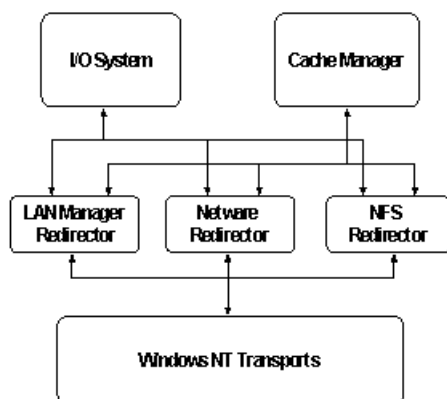 I/O System
Cache Manager
LAN Manager
Redirector
Netware
Redirector
NFS
Redirector
Windows NT Transports